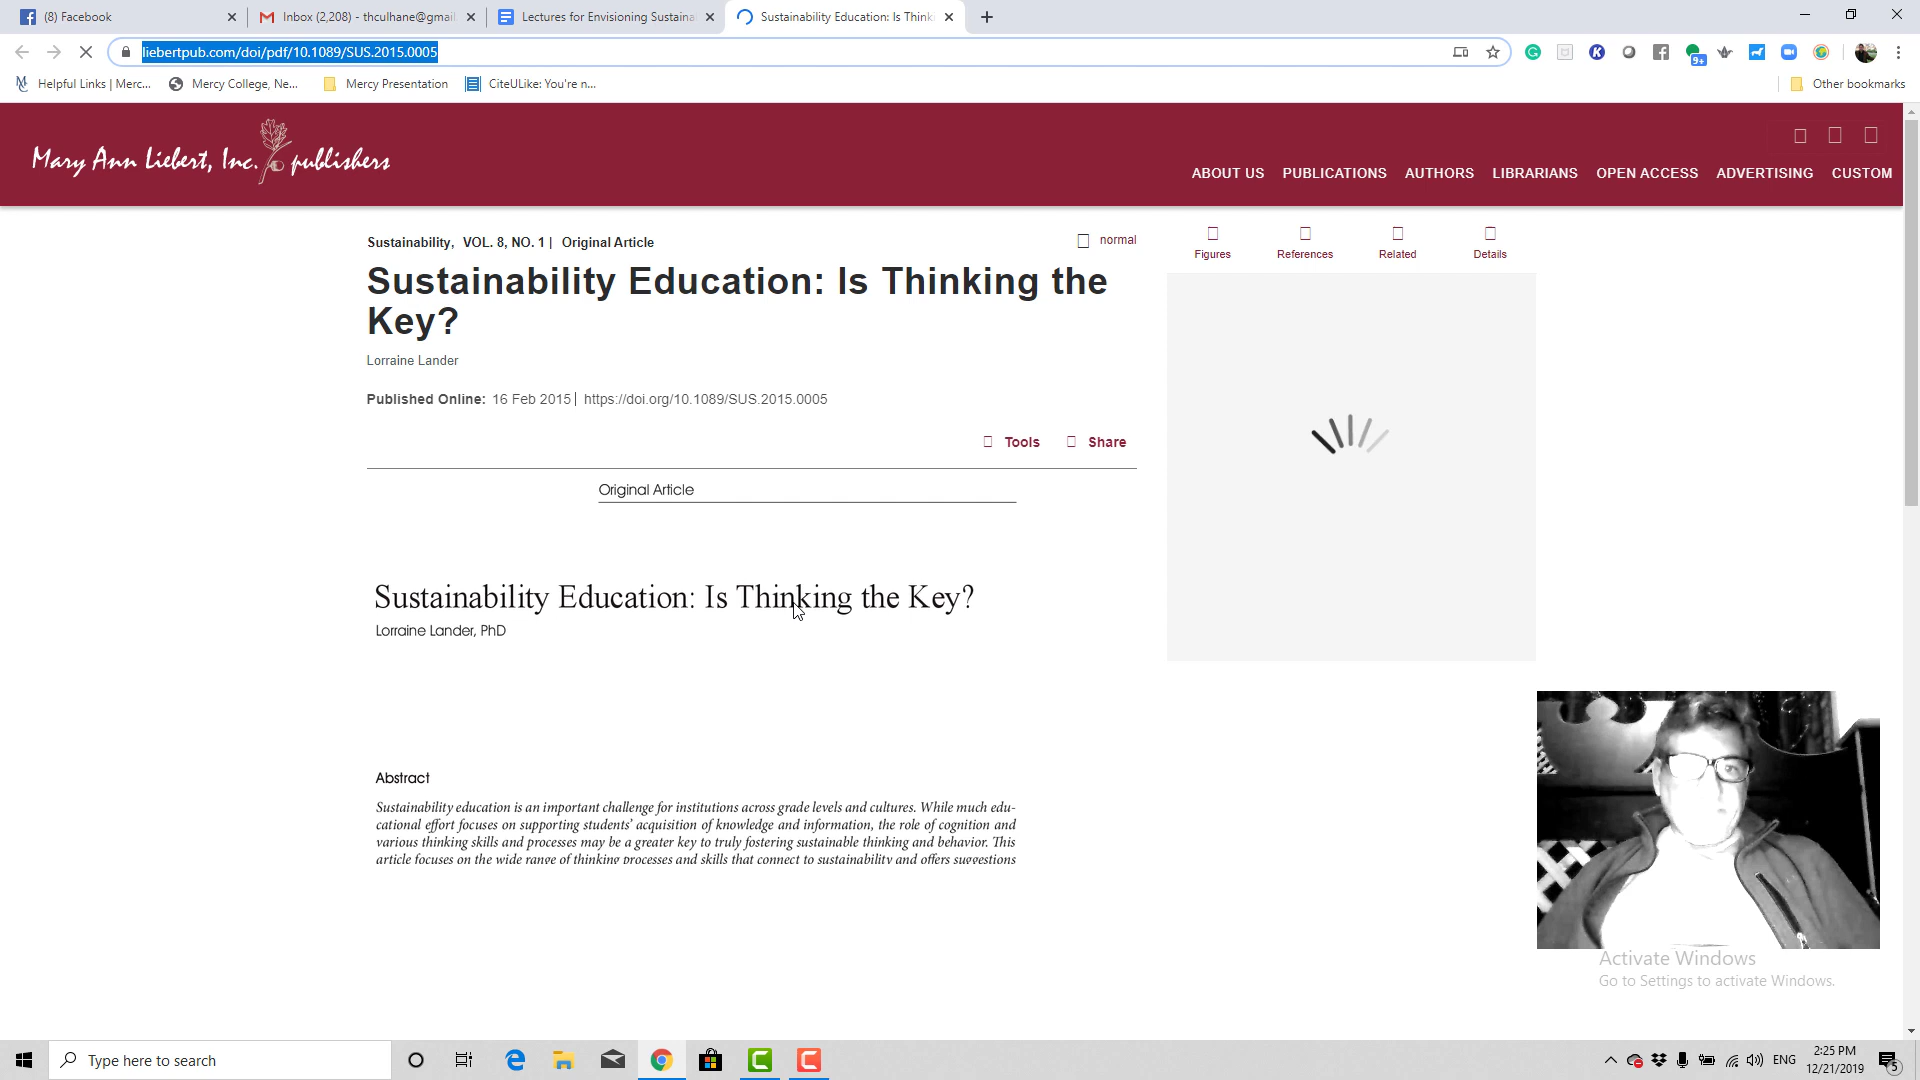 (8) Facebook
Inbox (2,208) - thculhane@gmail.
Lectures for Envisioning Sustaina
Sustainability Education: Is Think
liebertpub.com/doi/pdf/10.1089/SUS.2015.0005
9+
Helpful Links | Merc...
Mercy College, Ne...
Mercy Presentation
CiteULike: You're n...
Other bookmarks
Mary Ann Liebert, Inc. publishers
ABOUT US PUBLICATIONS AUTHORS LIBRARIANS OPEN ACCESS ADVERTISING CUSTOM
Sustainability, VOL. 8, NO. 1 | Original Article
normal
Figures
References
Related
Details
Sustainability Education: Is Thinking the
Key?
Lorraine Lander
Published Online: 16 Feb 2015 | https://doi.org/10.1089/SUS.2015.0005
Tools
Share
Original Article
Sustainability Education: Is Thinking the Key?
Lorraine Lander, PhD
Abstract
Sustainability education is an important challenge for institutions across grade levels and cultures. While much edu-
cational effort focuses on supporting students' acquisition of knowledge and information, the role of cognition and
various thinking skills and processes may be a greater key to truly fostering sustainable thinking and behavior. This
article focuses on the wide range of thinking processes and skills that connect to sustainability and offers suggestions
Activate Windows
Go to Settings to activate Windows.
Type here to search
ENG
2:25 PM
12/21/2019
5